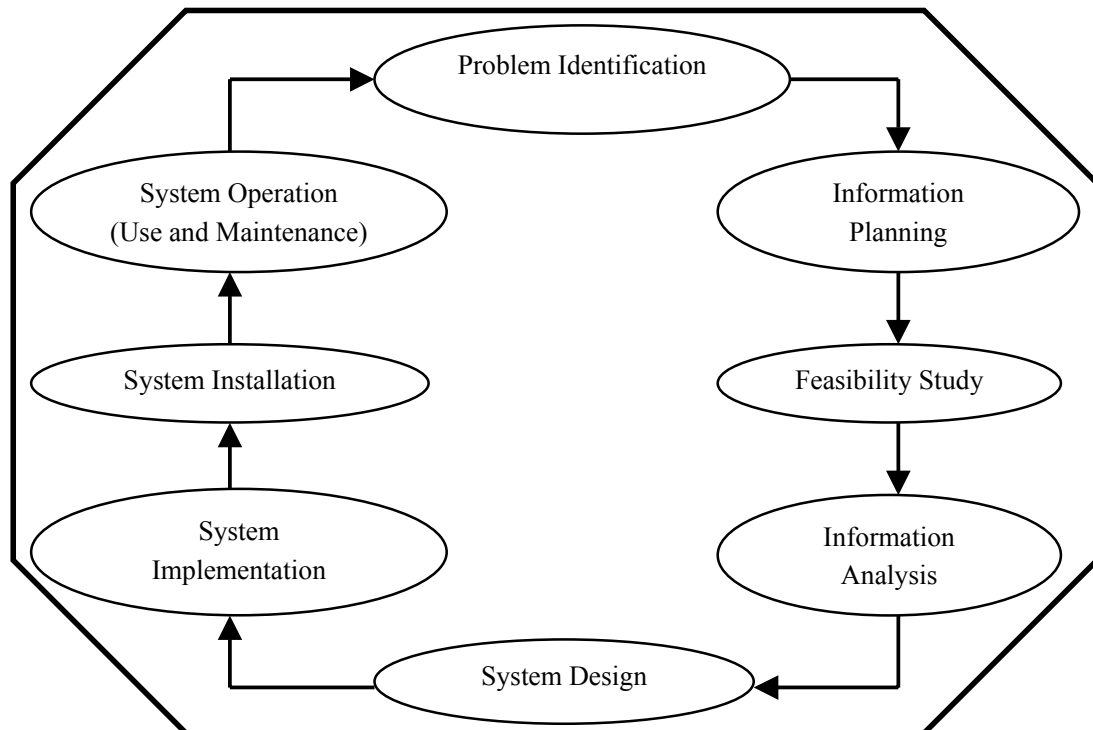 Problem Identification
Information
Planning
Feasibility Study
Information
Analysis
System Design
System
Implementation
System Installation
System Operation
(Use and Maintenance)